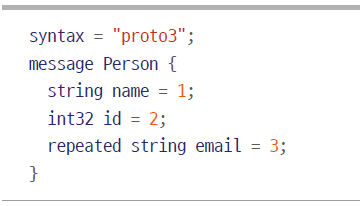 syntax = "proto3";
message Person {
  string name = 1;
  int32 id = 2;
  repeated string email = 3;
}